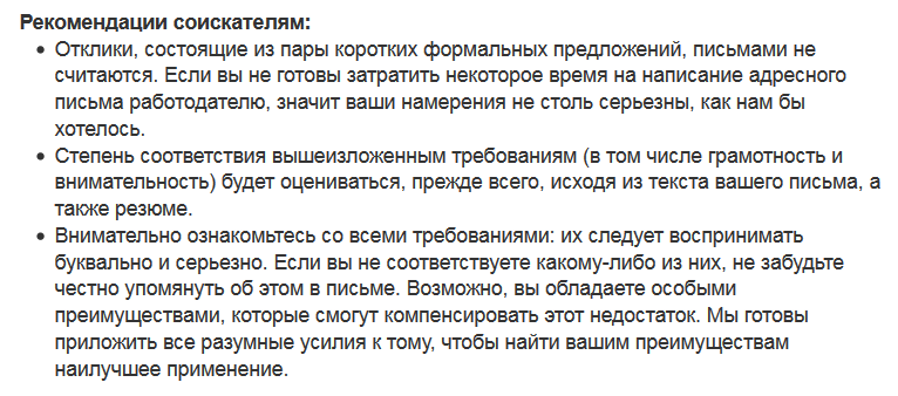 Рекомендации соискателям:
• Отклики, состоящие из пары коротких формальных предложений, письмами не
считаются. Если вы не готовы затратить некоторое время на написание адресного
письма работодателю, значит ваши намерения не столь серьезны, как нам бы
хотелось.
• Степень соответствия вышеизложенным требованиям (в том числе грамотность и
внимательность) будет оцениваться, прежде всего, исходя из текста вашего письма, а
также резюме.
• Внимательно ознакомьтесь со всеми требованиями: их следует воспринимать
буквально и серьезно. Если вы не соответствуете какому-либо из них, не забудьте
честно упомянуть об этом в письме. Возможно, вы обладаете особыми
преимуществами, которые смогут компенсировать этот недостаток. Мы готовы
приложить все разумные усилия к тому, чтобы найти вашим преимуществам
наилучшее применение.